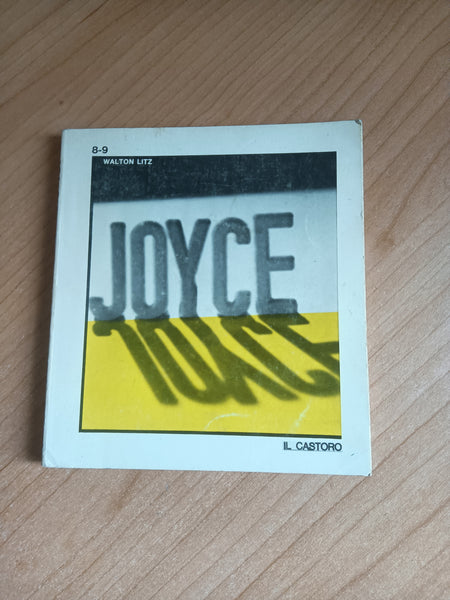 8-9
WALTON LITZ
JOYCE
IL CASTORO